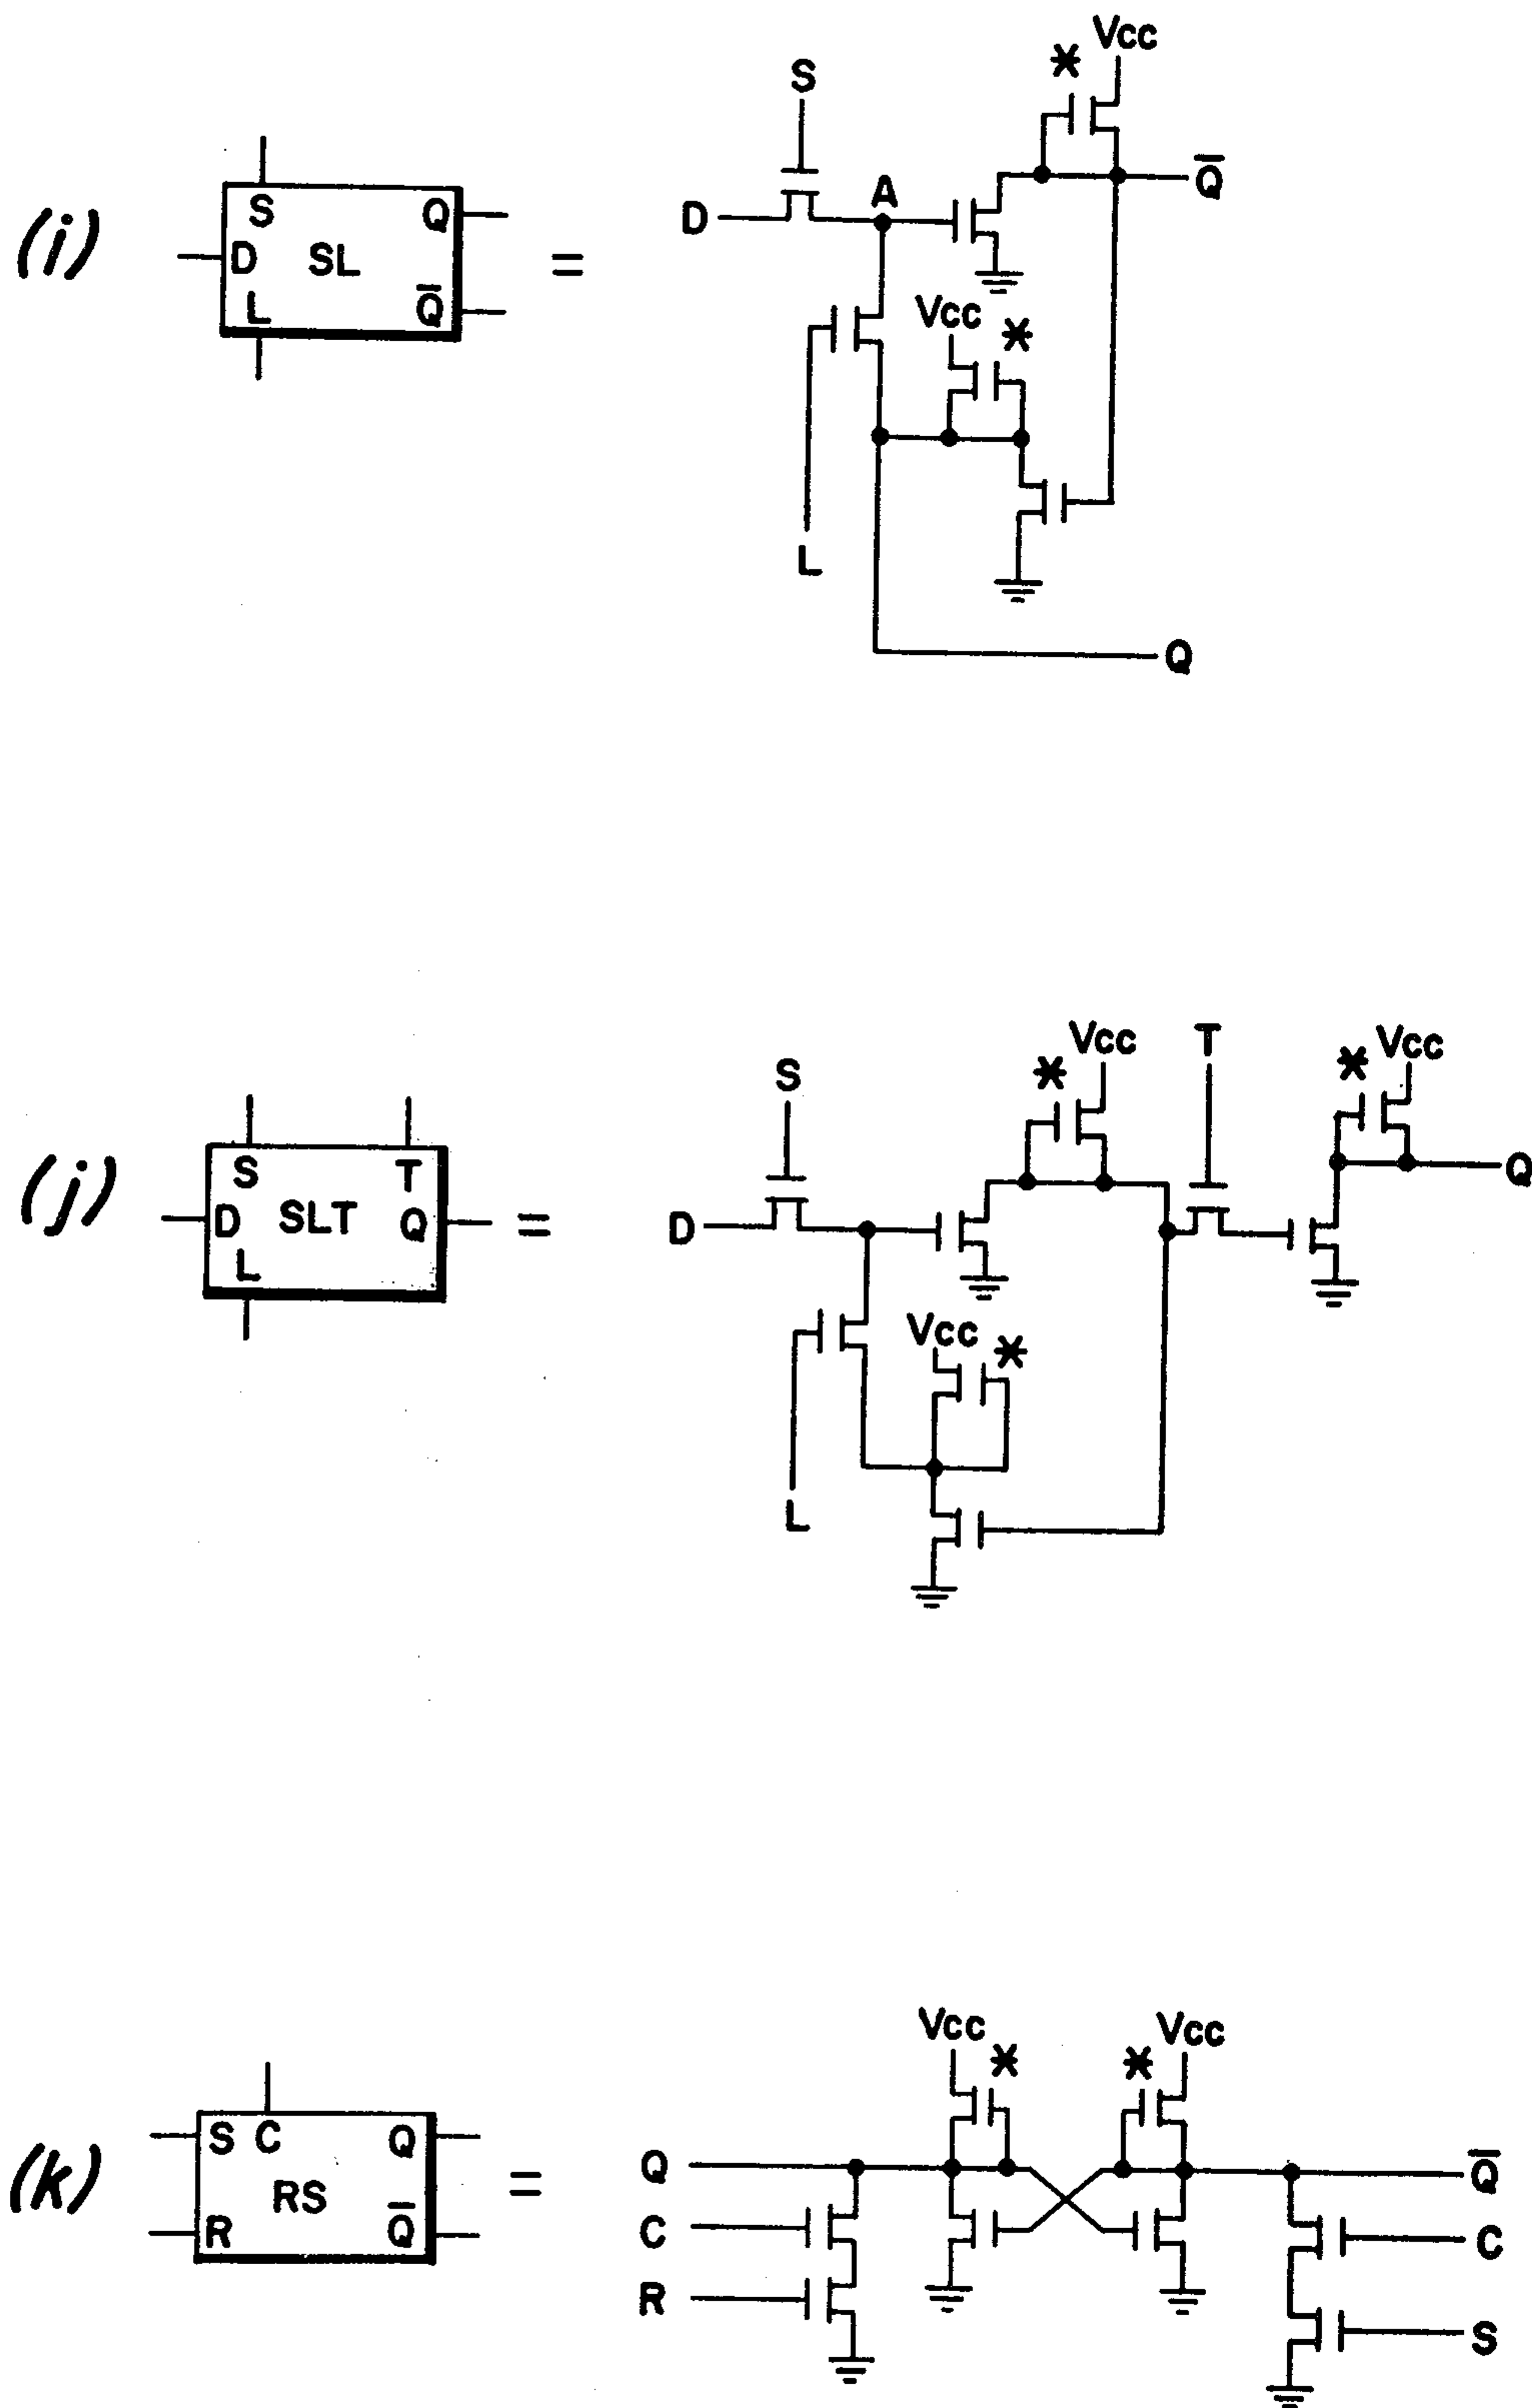 (i)
S
D SL Q
L Q̅
=
S
* Vcc
D A Q̅
Vcc *
L
Q
(j)
S T
D SLT Q
L
=
S
* Vcc
T
* Vcc
D Q
Vcc *
L
(k)
S C Q
RS
R Q̅
=
Vcc * * Vcc
Q Q̅
C C
R S